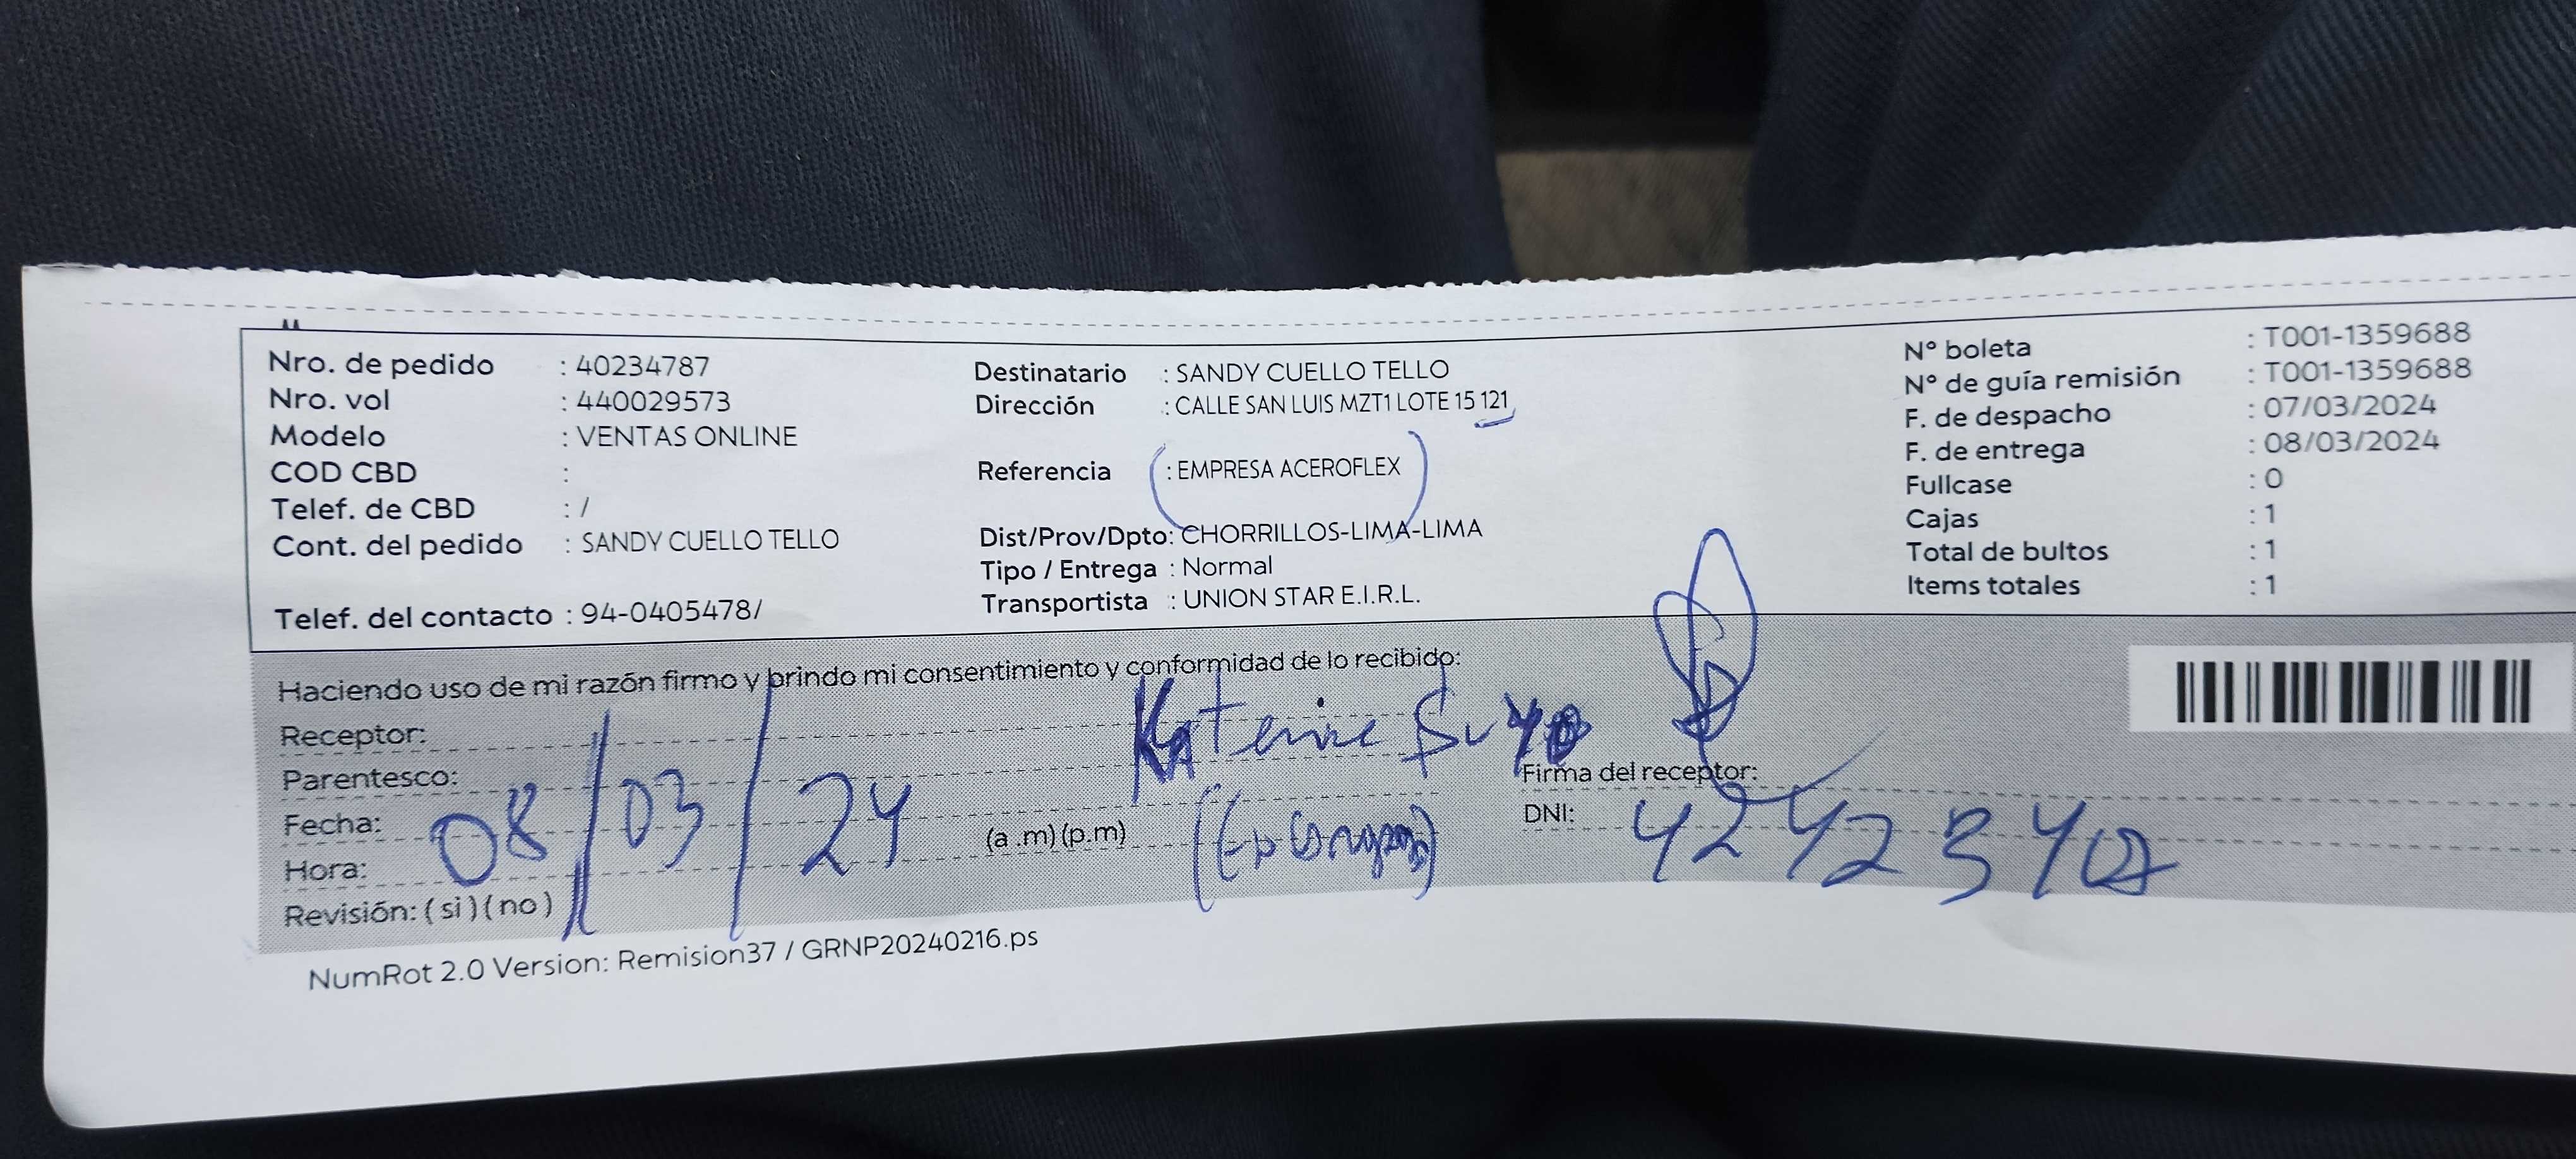 Nro. de pedido : 40234787
Nro. vol : 440029573
Modelo : VENTAS ONLINE
COD CBD :
Telef. de CBD : /
Cont. del pedido : SANDY CUELLO TELLO
Telef. del contacto : 94-0405478/
Destinatario : SANDY CUELLO TELLO
Dirección : CALLE SAN LUIS MZT1 LOTE 15 121
Referencia : EMPRESA ACEROFLEX
Dist/Prov/Dpto: CHORRILLOS-LIMA-LIMA
Tipo / Entrega : Normal
Transportista : UNION STAR E.I.R.L.
N° boleta : T001-1359688
N° de guía remisión : T001-1359688
F. de despacho : 07/03/2024
F. de entrega : 08/03/2024
Fullcase : 0
Cajas : 1
Total de bultos : 1
Items totales : 1
Haciendo uso de mi razón firmo y brindo mi consentimiento y conformidad de lo recibido:
Receptor: Katerine Suyo
Parentesco:
Fecha: 08/03/24
Hora: (a .m) (p.m)
Revisión: ( si ) ( no )
Firma del receptor:
DNI:
NumRot 2.0 Version: Remision37 / GRNP20240216.ps